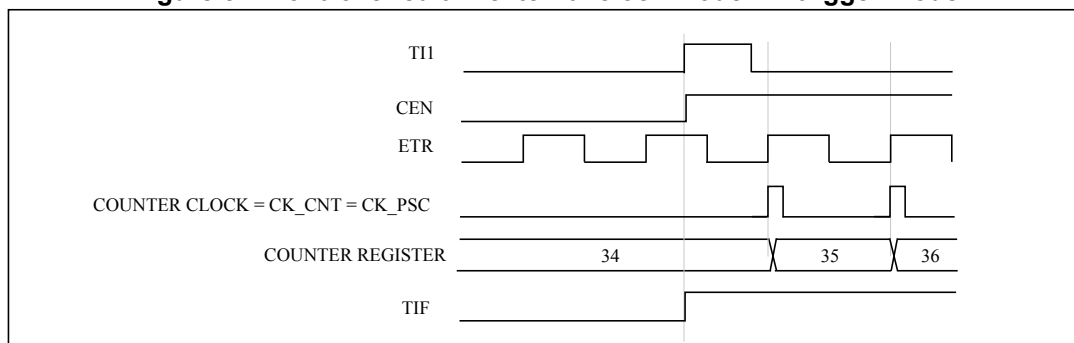 TI1
CEN
ETR
COUNTER CLOCK = CK_CNT = CK_PSC
COUNTER REGISTER 34 35 36
TIF